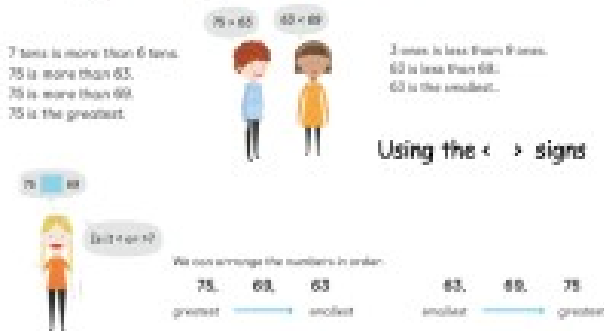 75 > 63
63 < 69
7 tens is more than 6 tens.
75 is more than 63.
75 is more than 69.
75 is the greatest.
3 ones is less than 9 ones.
63 is less than 69.
63 is the smallest.
Using the < > signs
75 69
Is it < or >?
We can arrange the numbers in order.
75, 69, 63
greatest smallest
63, 69, 75
smallest greatest